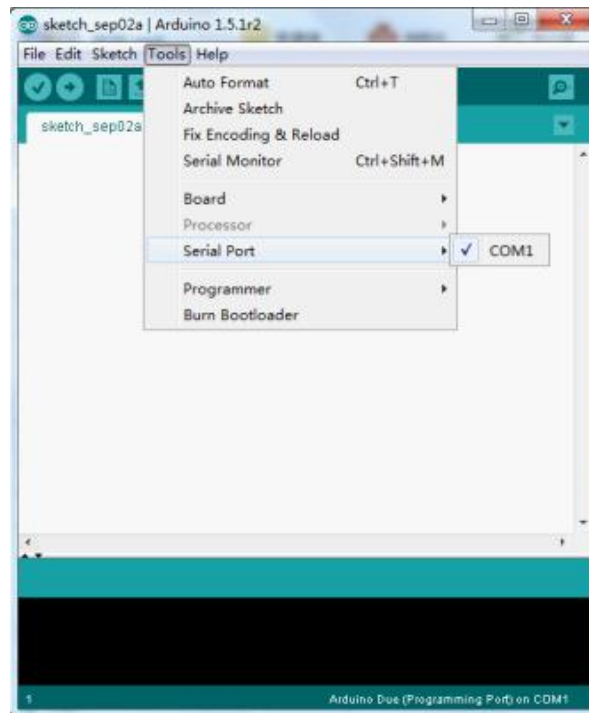 sketch_sep02a | Arduino 1.5.1r2
File Edit Sketch Tools Help
sketch_sep02a
Auto Format Ctrl+T
Archive Sketch
Fix Encoding & Reload
Serial Monitor Ctrl+Shift+M
Board
Processor
Serial Port
COM1
Programmer
Burn Bootloader
1 Arduino Due (Programming Port) on COM1